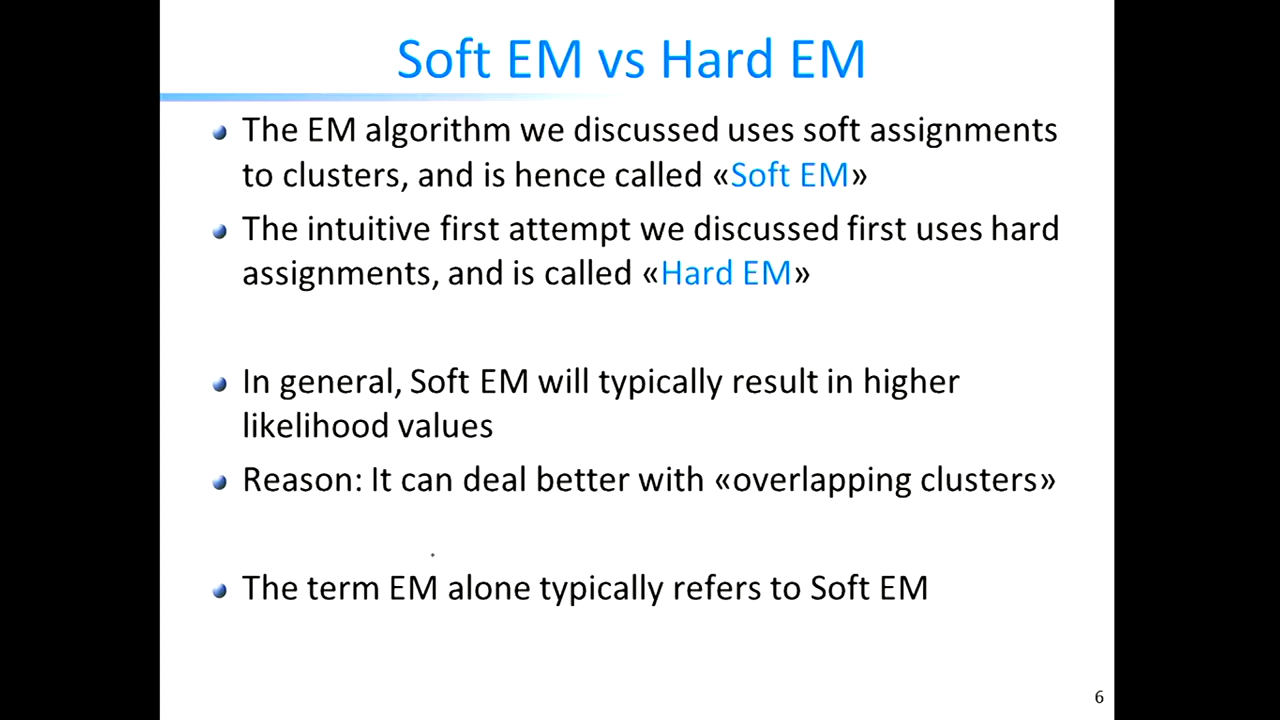 Soft EM vs Hard EM
The EM algorithm we discussed uses soft assignments
to clusters, and is hence called «Soft EM»
The intuitive first attempt we discussed first uses hard
assignments, and is called «Hard EM»
In general, Soft EM will typically result in higher
likelihood values
Reason: It can deal better with «overlapping clusters»
The term EM alone typically refers to Soft EM
6